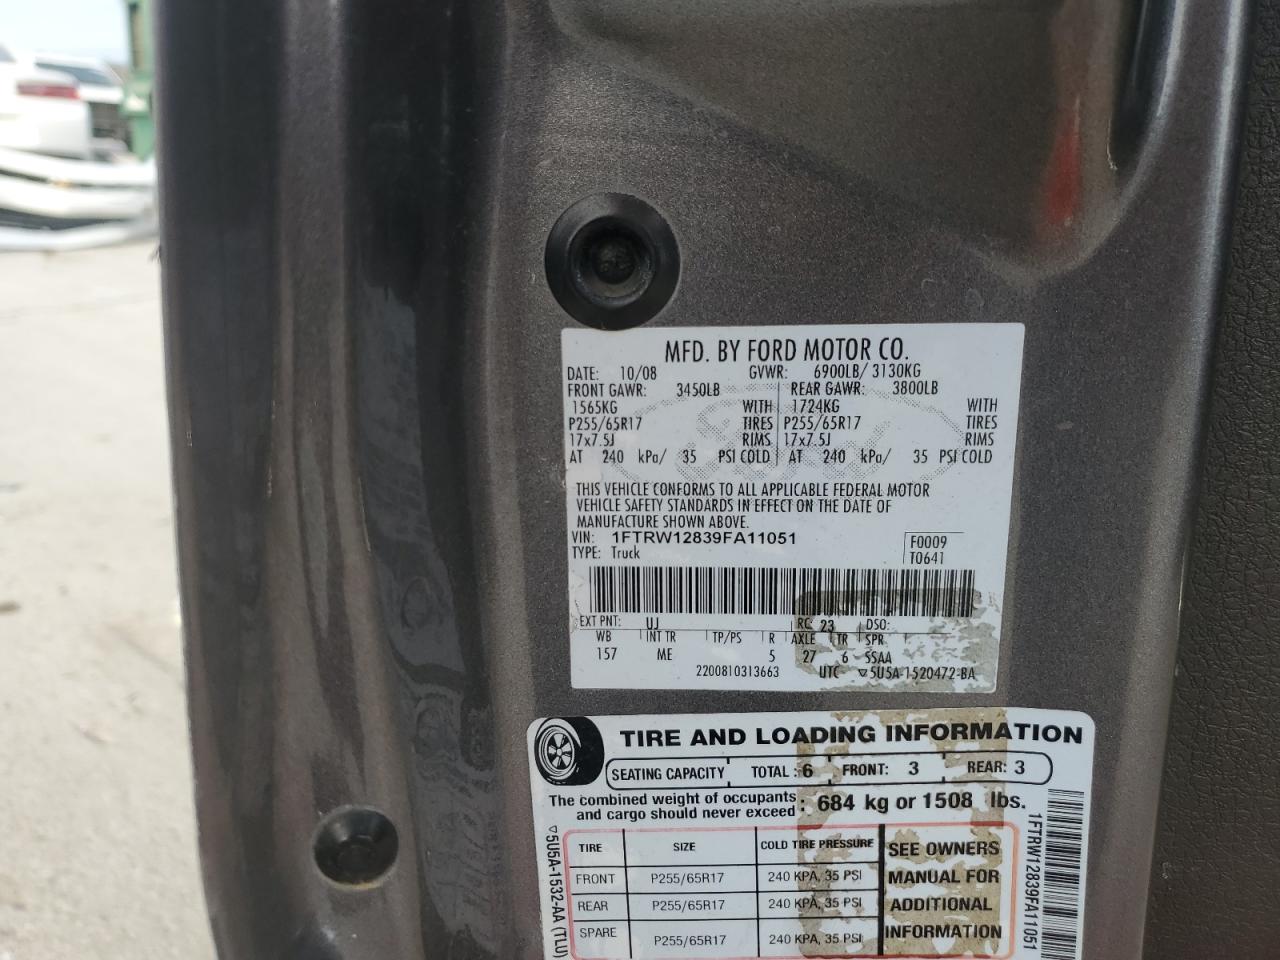 MFD. BY FORD MOTOR CO.
DATE: 10/08 GVWR: 6900LB/ 3130KG
FRONT GAWR: 3450LB REAR GAWR: 3800LB
1565KG WITH 1724KG WITH
P255/65R17 TIRES P255/65R17 TIRES
17x7.5J RIMS 17x7.5J RIMS
AT 240 kPa/ 35 PSI COLD AT 240 kPa/ 35 PSI COLD
THIS VEHICLE CONFORMS TO ALL APPLICABLE FEDERAL MOTOR
VEHICLE SAFETY STANDARDS IN EFFECT ON THE DATE OF
MANUFACTURE SHOWN ABOVE.
VIN: 1FTRW12839FA11051 F0009
TYPE: Truck T0641
EXT PNT: UJ RC: 23 DSO:
WB INT TR TP/PS R AXLE TR SPR
157 ME 5 27 6 SSAA
2200810313663 UTC ▽5U5A-1520472-BA
TIRE AND LOADING INFORMATION
SEATING CAPACITY TOTAL: 6 FRONT: 3 REAR: 3
The combined weight of occupants
and cargo should never exceed : 684 kg or 1508 lbs.
TIRE SIZE COLD TIRE PRESSURE SEE OWNERS
FRONT P255/65R17 240 KPA, 35 PSI MANUAL FOR
REAR P255/65R17 240 KPA, 35 PSI ADDITIONAL
SPARE P255/65R17 240 KPA, 35 PSI INFORMATION
▽5U5A-1532-AA (TLU)
1FTRW12839FA11051